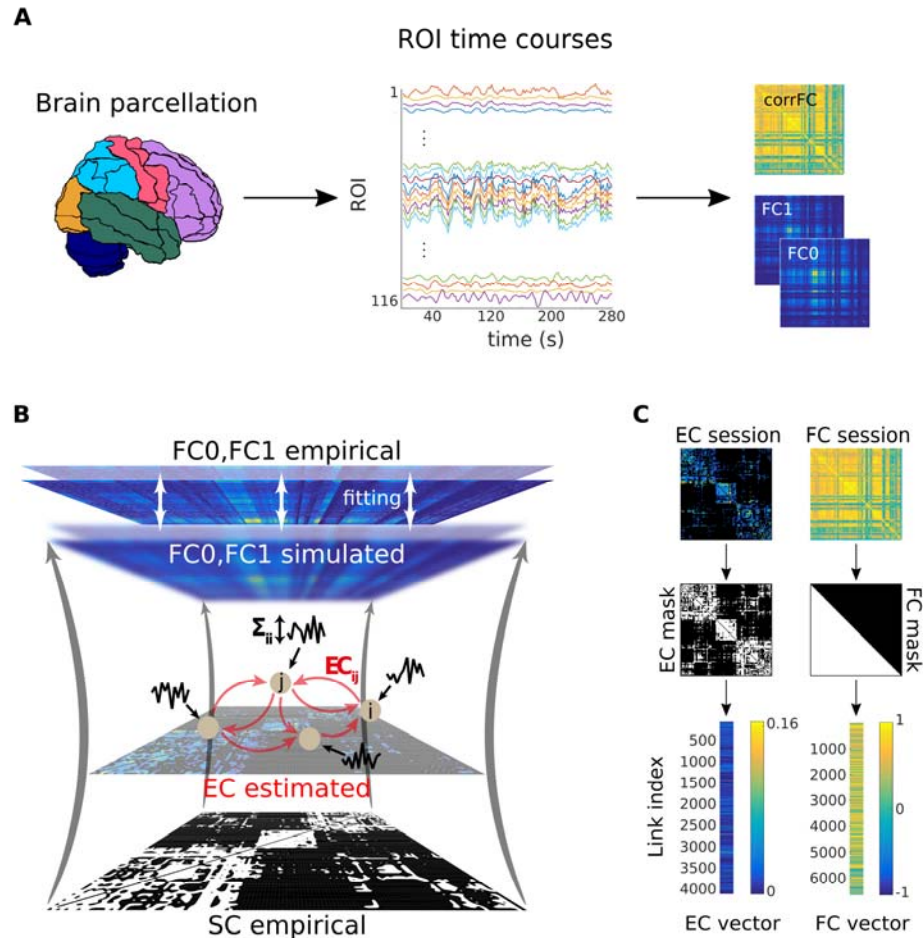 A
ROI time courses
Brain parcellation
ROI
1
116
40
120
200
280
time (s)
corrFC
FC1
FC0
B
FC0,FC1 empirical
fitting
FC0,FC1 simulated
Σii
ECij
j
i
EC estimated
SC empirical
C
EC session
FC session
EC mask
FC mask
Link index
500
1000
1500
2000
2500
3000
3500
4000
0.16
0
EC vector
1000
2000
3000
4000
5000
6000
1
0
-1
FC vector